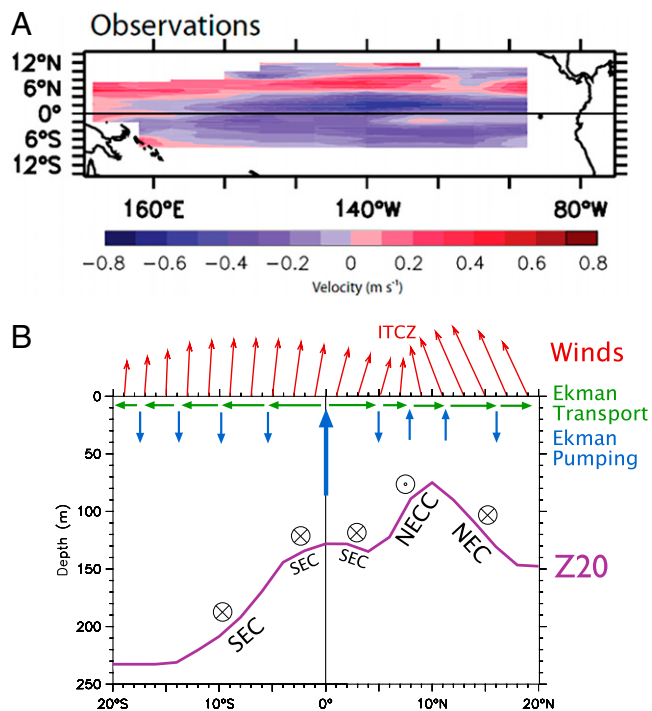 A
Observations
12°N
6°N
0°
6°S
12°S
160°E 140°W 80°W
−0.8 −0.6 −0.4 −0.2 0 0.2 0.4 0.6 0.8
Velocity (m s⁻¹)
B
ITCZ
Winds
Ekman
Transport
Ekman
Pumping
0
50
100
150
200
250
Depth (m)
SEC
SEC
SEC
NECC
NEC
Z20
20°S 10°S 0° 10°N 20°N